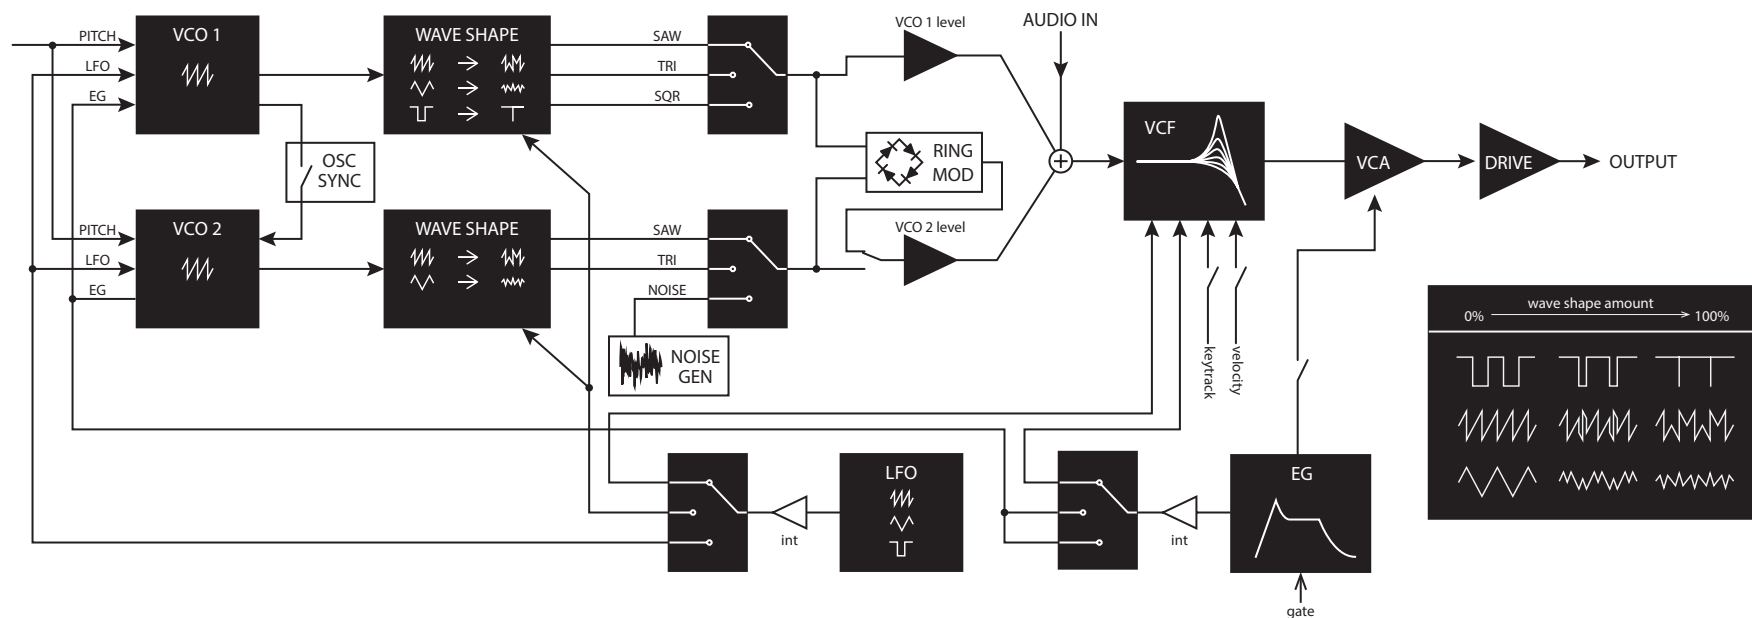 AUDIO IN
VCO 1 level
PITCH
LFO
EG
VCO 1
WAVE SHAPE
SAW
TRI
SQR
OSC
SYNC
RING
MOD
VCF
VCA
DRIVE
OUTPUT
PITCH
LFO
EG
VCO 2
WAVE SHAPE
SAW
TRI
NOISE
VCO 2 level
NOISE
GEN
keytrack
velocity
wave shape amount
0%
100%
LFO
int
EG
int
gate